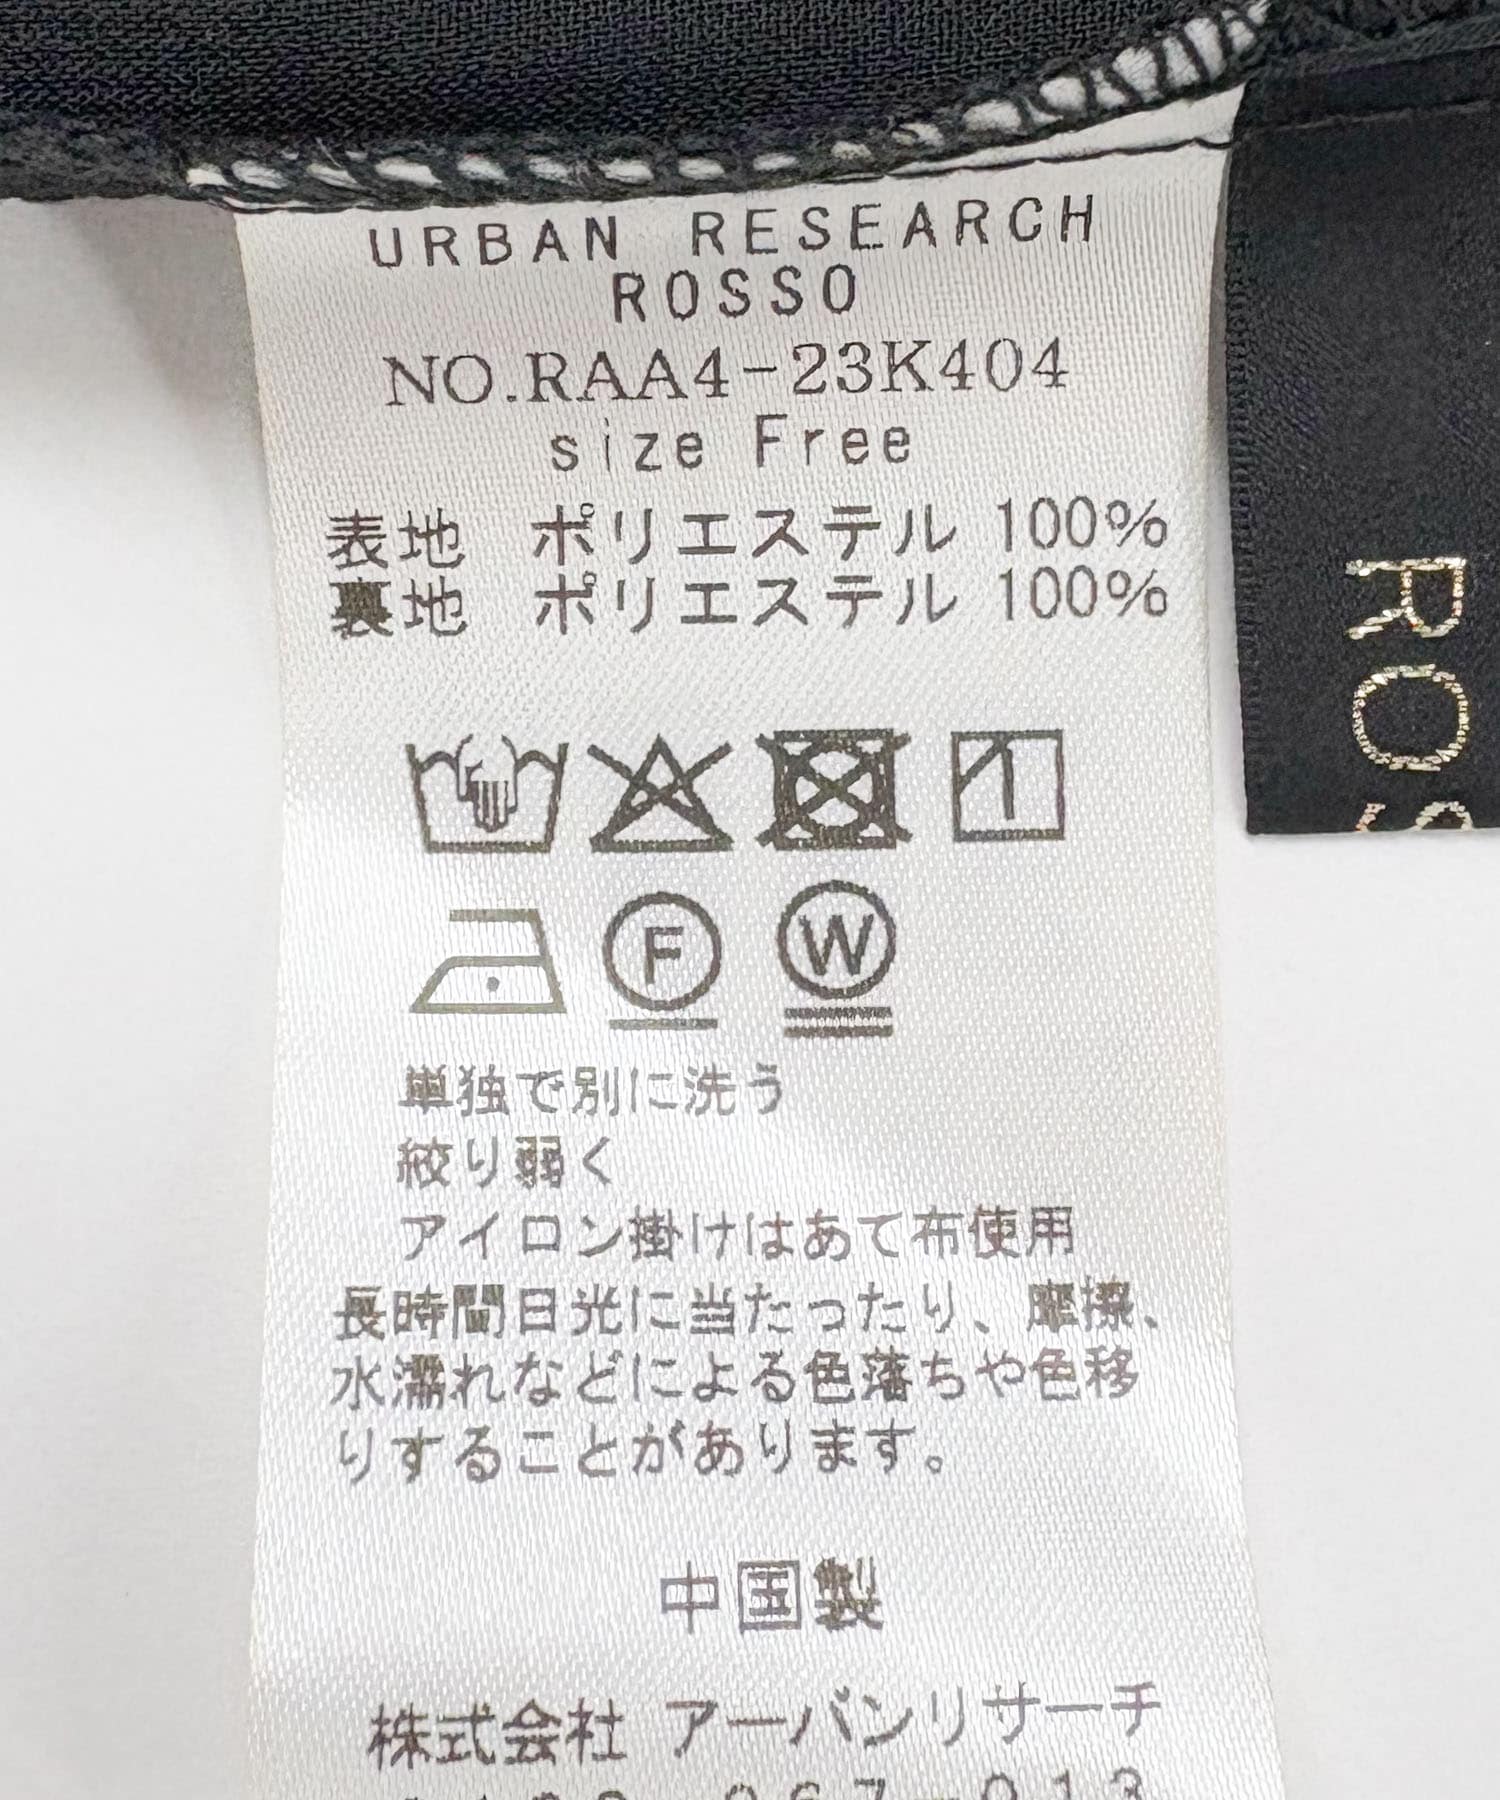 URBAN RESEARCH
ROSSO
NO.RAA4-23K404
size Free
表地 ポリエステル 100%
裏地 ポリエステル 100%
F
W
単独で別に洗う
絞り弱く
アイロン掛けはあて布使用
長時間日光に当たったり、摩擦、
水濡れなどによる色落ちや色移
りすることがあります。
中国製
株式会社 アーバンリサーチ
ROS